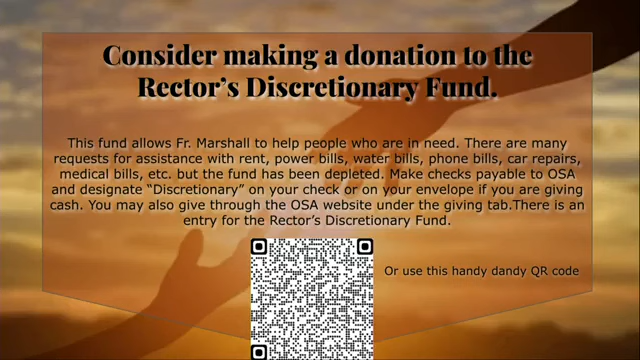 Consider making a donation to the
Rector's Discretionary Fund.
This fund allows Fr. Marshall to help people who are in need. There are many
requests for assistance with rent, power bills, water bills, phone bills, car repairs,
medical bills, etc. but the fund has been depleted. Make checks payable to OSA
and designate “Discretionary” on your check or on your envelope if you are giving
cash. You may also give through the OSA website under the giving tab.There is an
entry for the Rector’s Discretionary Fund.
Or use this handy dandy QR code